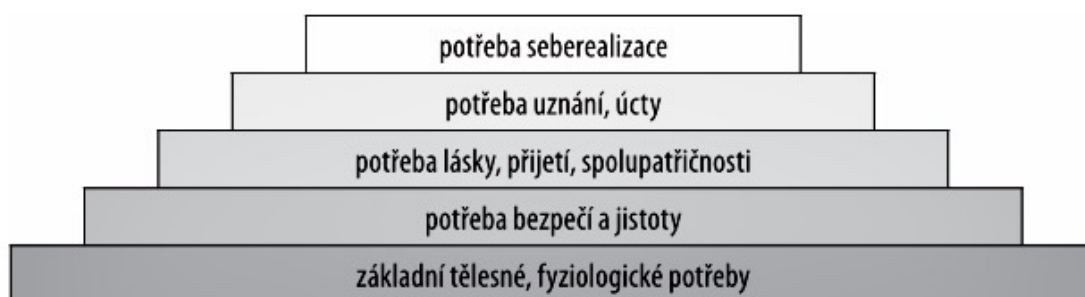 potřeba seberealizace
potřeba uznání, úcty
potřeba lásky, přijetí, spolupatřičnosti
potřeba bezpečí a jistoty
základní tělesné, fyziologické potřeby